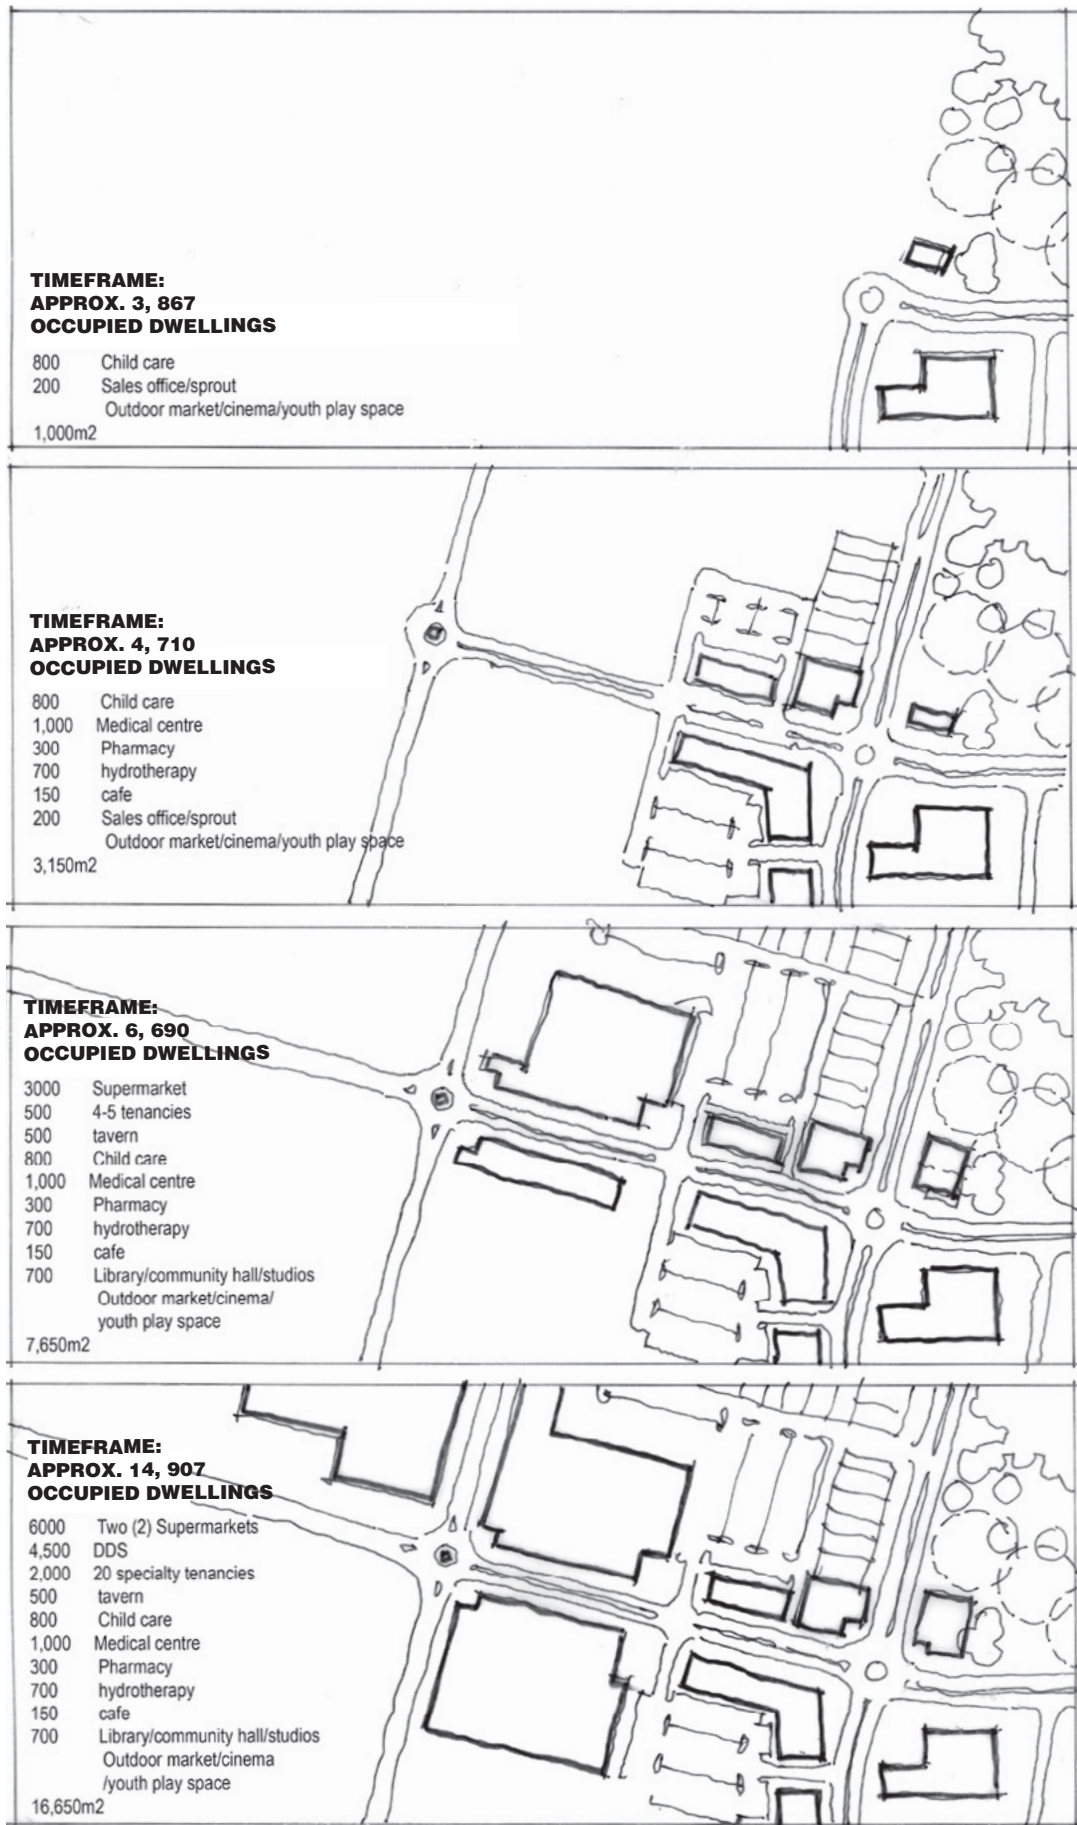 TIMEFRAME:
APPROX. 3, 867
OCCUPIED DWELLINGS
800 Child care
200 Sales office/sprout
Outdoor market/cinema/youth play space
1,000m2
TIMEFRAME:
APPROX. 4, 710
OCCUPIED DWELLINGS
800 Child care
1,000 Medical centre
300 Pharmacy
700 hydrotherapy
150 cafe
200 Sales office/sprout
Outdoor market/cinema/youth play space
3,150m2
TIMEFRAME:
APPROX. 6, 690
OCCUPIED DWELLINGS
3000 Supermarket
500 4-5 tenancies
500 tavern
800 Child care
1,000 Medical centre
300 Pharmacy
700 hydrotherapy
150 cafe
700 Library/community hall/studios
Outdoor market/cinema/
youth play space
7,650m2
TIMEFRAME:
APPROX. 14, 907
OCCUPIED DWELLINGS
6000 Two (2) Supermarkets
4,500 DDS
2,000 20 specialty tenancies
500 tavern
800 Child care
1,000 Medical centre
300 Pharmacy
700 hydrotherapy
150 cafe
700 Library/community hall/studios
Outdoor market/cinema
/youth play space
16,650m2